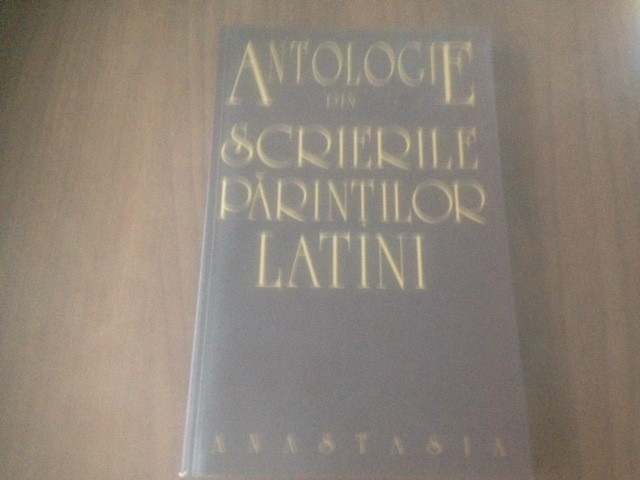 ANTOLOGIE
DIN
SCRIERILE
PĂRINȚILOR
LATINI
ANASTASIA